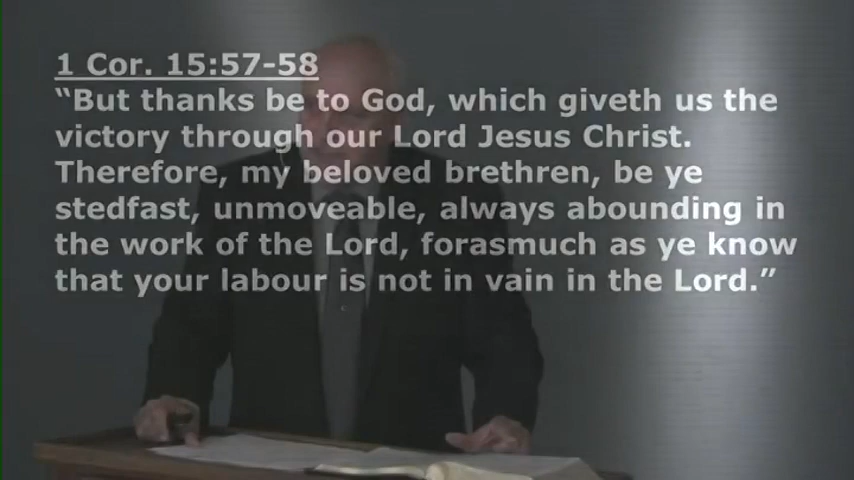 1 Cor. 15:57-58
“But thanks be to God, which giveth us the
victory through our Lord Jesus Christ.
Therefore, my beloved brethren, be ye
stedfast, unmoveable, always abounding in
the work of the Lord, forasmuch as ye know
that your labour is not in vain in the Lord.”